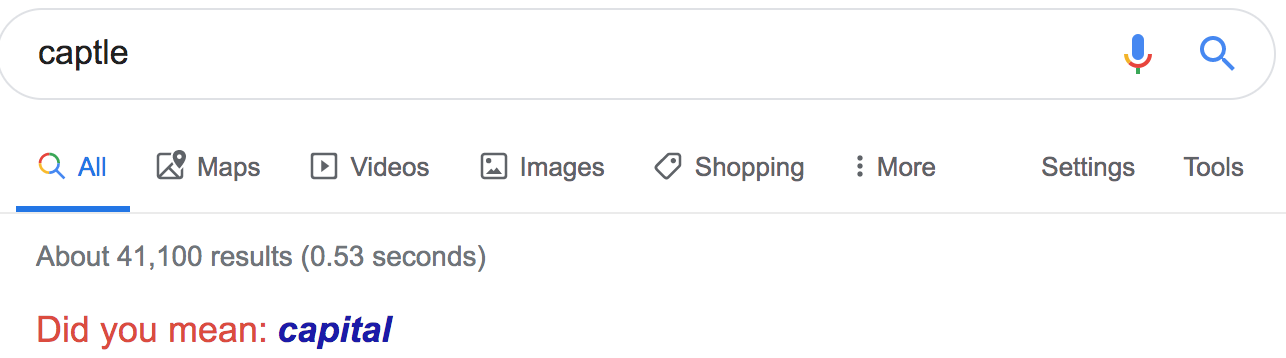 captle
All Maps Videos Images Shopping More Settings Tools
About 41,100 results (0.53 seconds)
Did you mean: capital